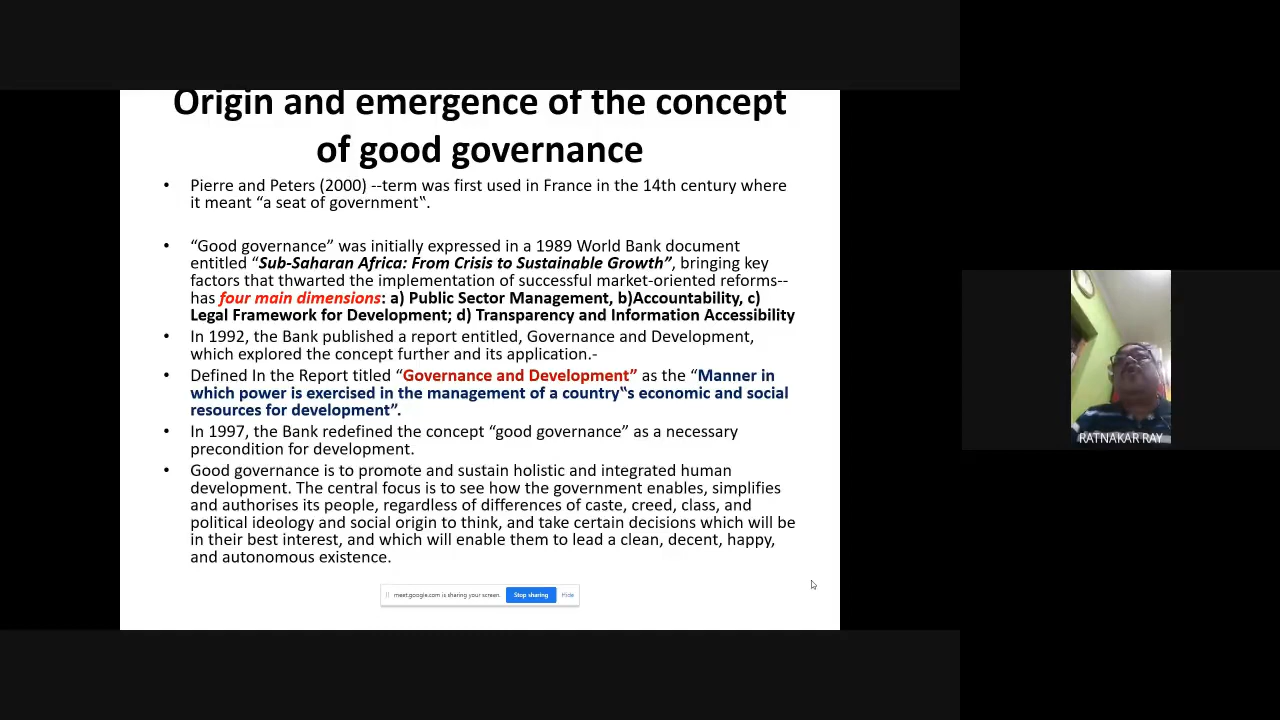 Origin and emergence of the concept
of good governance
• Pierre and Peters (2000) --term was first used in France in the 14th century where
it meant “a seat of government‟.
• “Good governance” was initially expressed in a 1989 World Bank document
entitled “Sub-Saharan Africa: From Crisis to Sustainable Growth”, bringing key
factors that thwarted the implementation of successful market-oriented reforms--
has four main dimensions: a) Public Sector Management, b)Accountability, c)
Legal Framework for Development; d) Transparency and Information Accessibility
• In 1992, the Bank published a report entitled, Governance and Development,
which explored the concept further and its application.-
• Defined In the Report titled “Governance and Development” as the “Manner in
which power is exercised in the management of a country‟s economic and social
resources for development”.
• In 1997, the Bank redefined the concept “good governance” as a necessary
precondition for development.
• Good governance is to promote and sustain holistic and integrated human
development. The central focus is to see how the government enables, simplifies
and authorises its people, regardless of differences of caste, creed, class, and
political ideology and social origin to think, and take certain decisions which will be
in their best interest, and which will enable them to lead a clean, decent, happy,
and autonomous existence.
meet.google.com is sharing your screen. Stop sharing Hide
RATNAKAR RAY